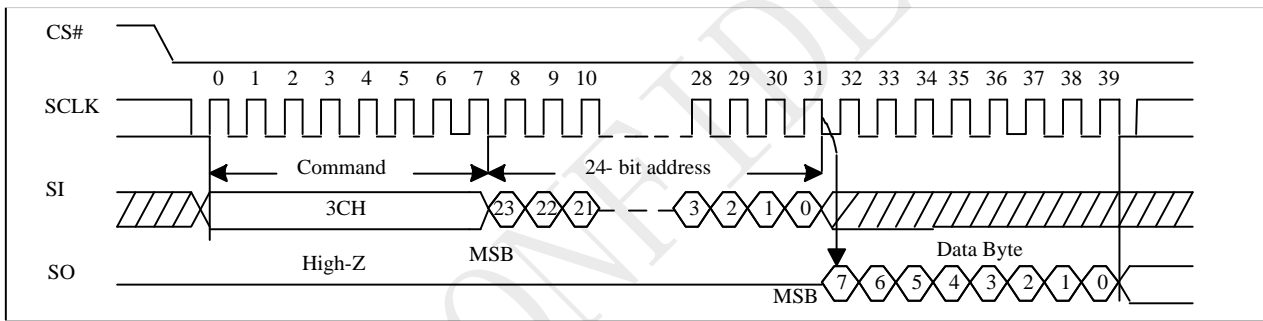 CS#
0 1 2 3 4 5 6 7 8 9 10 28 29 30 31 32 33 34 35 36 37 38 39
SCLK
Command 24- bit address
SI
3CH 23 22 21 3 2 1 0
MSB
High-Z Data Byte
SO
MSB 7 6 5 4 3 2 1 0